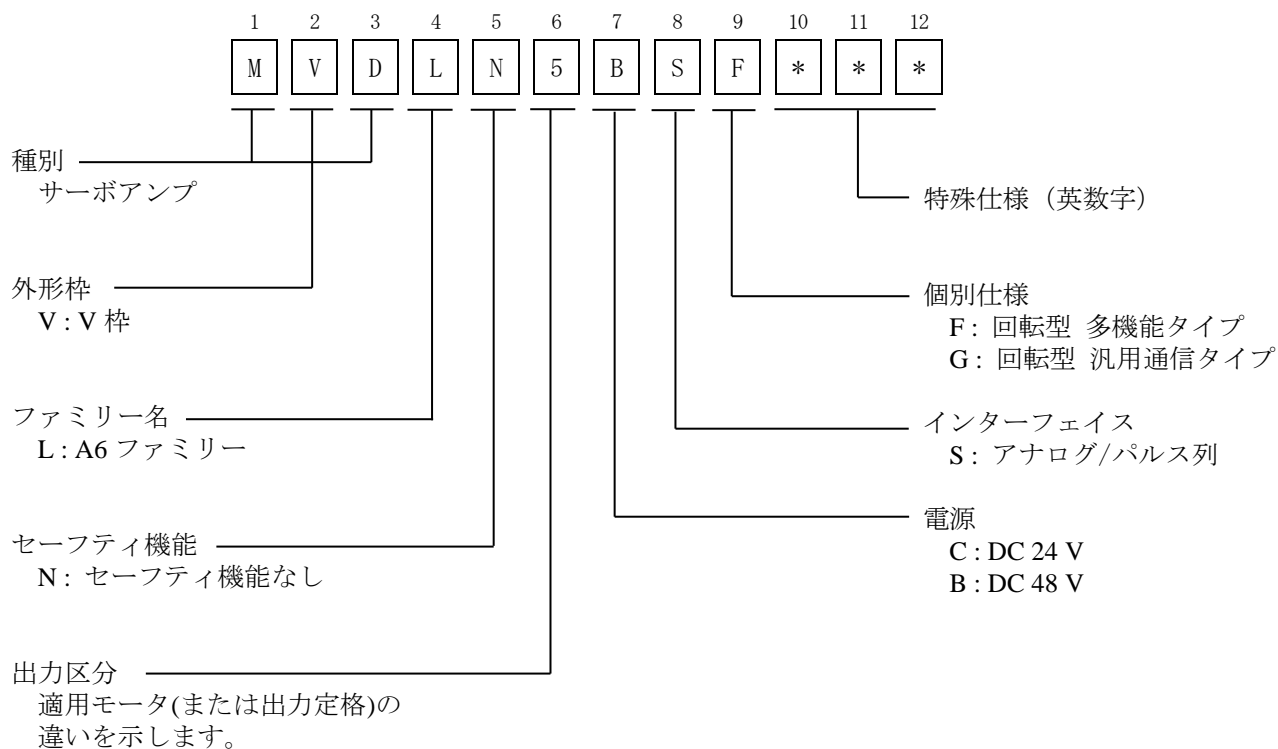 1 2 3 4 5 6 7 8 9 10 11 12
M V D L N 5 B S F * * *
種別
サーボアンプ
外形枠
V : V 枠
ファミリー名
L : A6 ファミリー
セーフティ機能
N : セーフティ機能なし
出力区分
適用モータ(または出力定格)の
違いを示します。
特殊仕様（英数字）
個別仕様
F : 回転型 多機能タイプ
G : 回転型 汎用通信タイプ
インターフェイス
S : アナログ/パルス列
電源
C : DC 24 V
B : DC 48 V